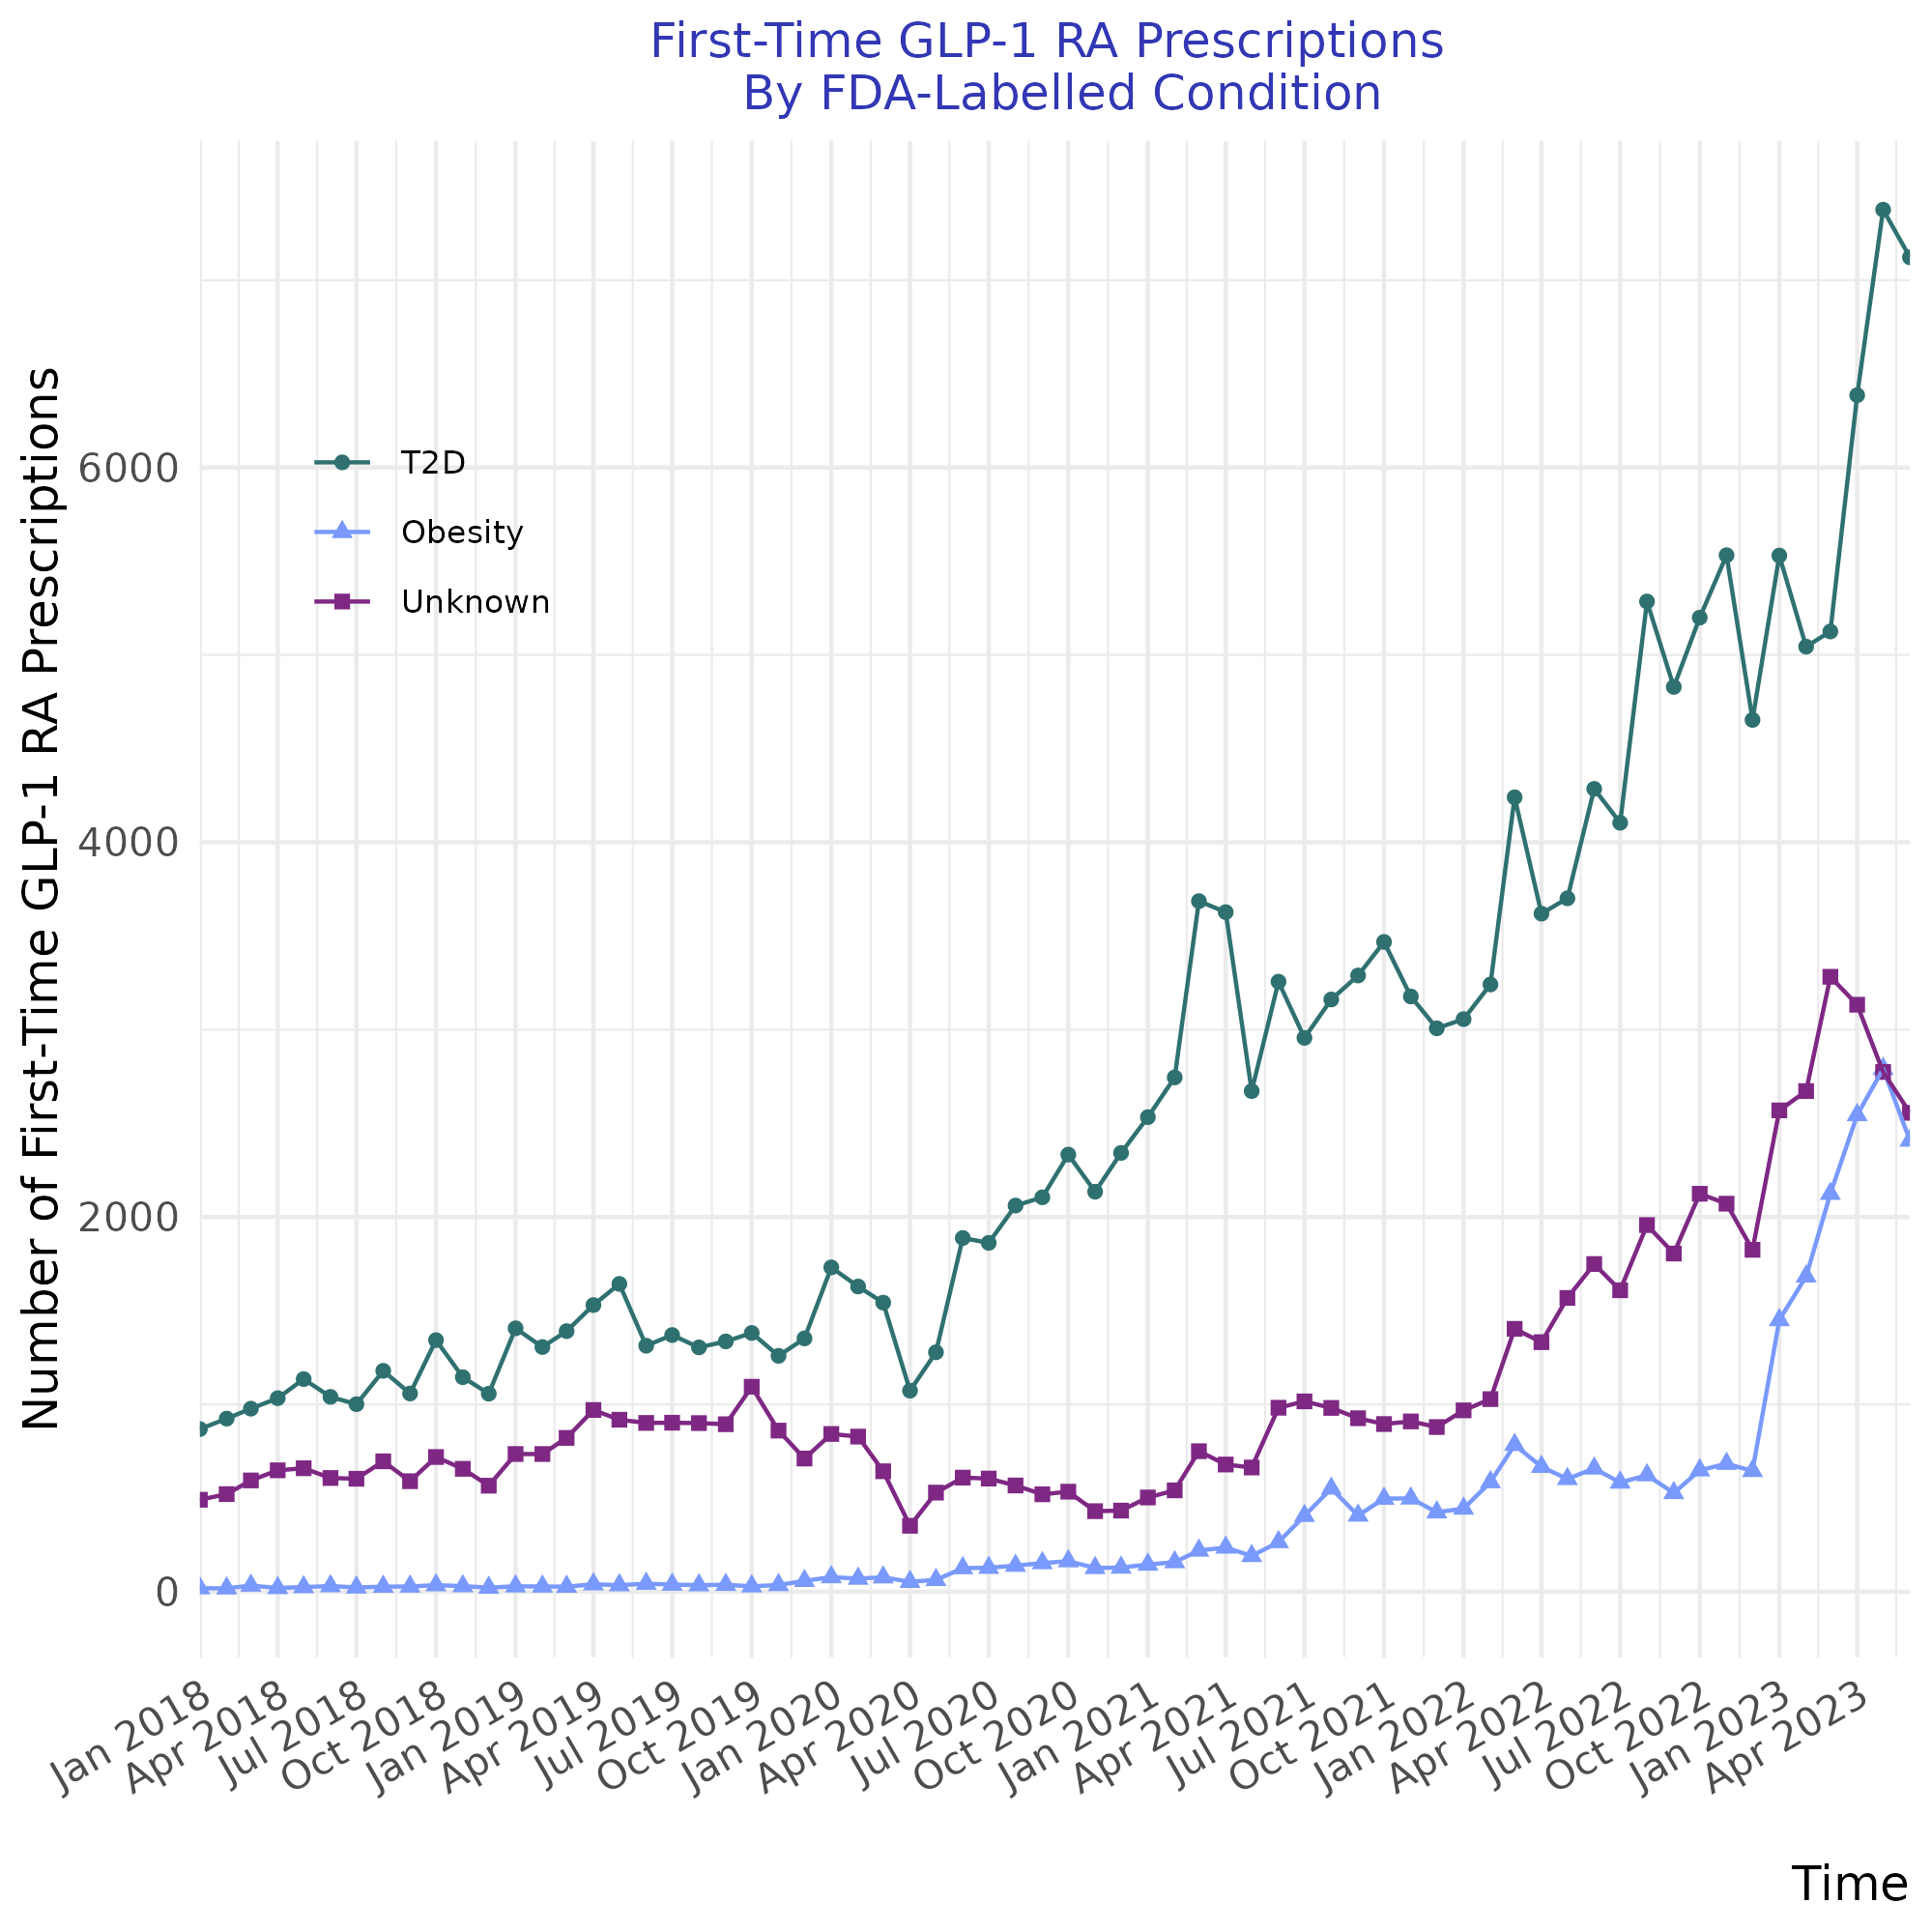 First-Time GLP-1 RA Prescriptions
By FDA-Labelled Condition
Number of First-Time GLP-1 RA Prescriptions
6000
4000
2000
0
T2D
Obesity
Unknown
Jan 2018
Apr 2018
Jul 2018
Oct 2018
Jan 2019
Apr 2019
Jul 2019
Oct 2019
Jan 2020
Apr 2020
Jul 2020
Oct 2020
Jan 2021
Apr 2021
Jul 2021
Oct 2021
Jan 2022
Apr 2022
Jul 2022
Oct 2022
Jan 2023
Apr 2023
Time